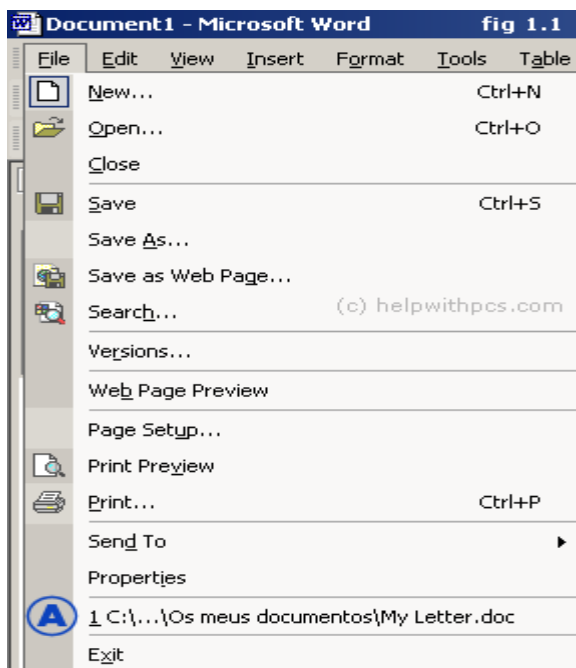 Document1 - Microsoft Word fig 1.1
File Edit View Insert Format Tools Table
New... Ctrl+N
Open... Ctrl+O
Close
Save Ctrl+S
Save As...
Save as Web Page...
Search...
(c) helpwithpcs.com
Versions...
Web Page Preview
Page Setup...
Print Preview
Print... Ctrl+P
Send To
Properties
A 1 C:\...\Os meus documentos\My Letter.doc
Exit